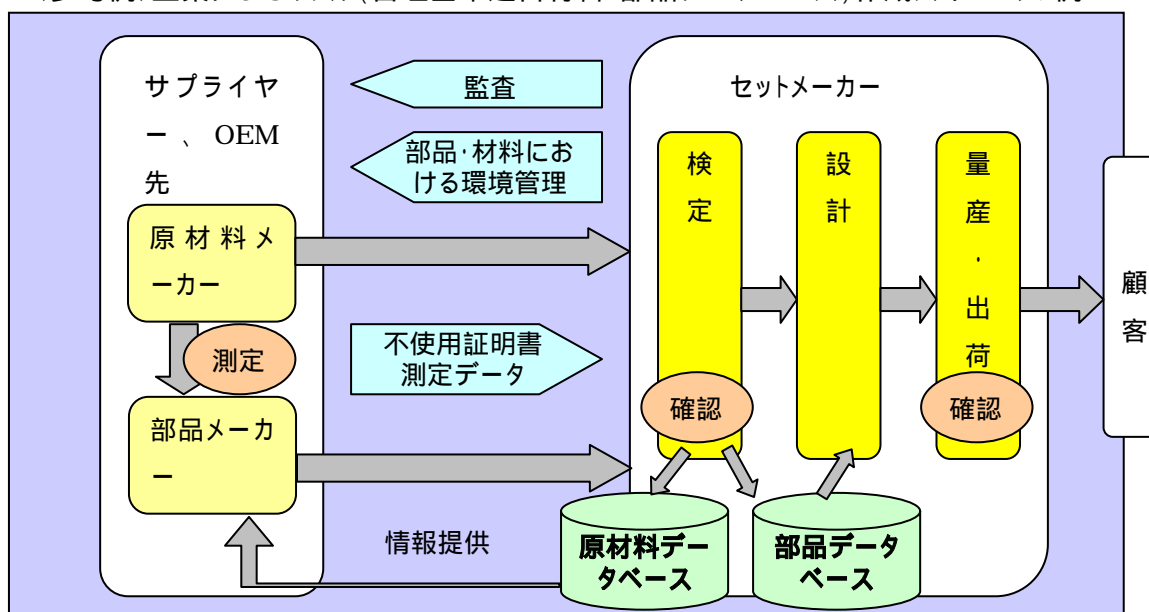 サプライヤ
ー 、 OEM
先
原材料メ
ーカー
測定
部品メーカ
ー
監査
部品・材料にお
ける環境管理
不使用証明書
測定データ
情報提供
セットメーカー
検定
設計
量産・出荷
確認
確認
原材料デー
タベース
部品データ
ベース
顧客